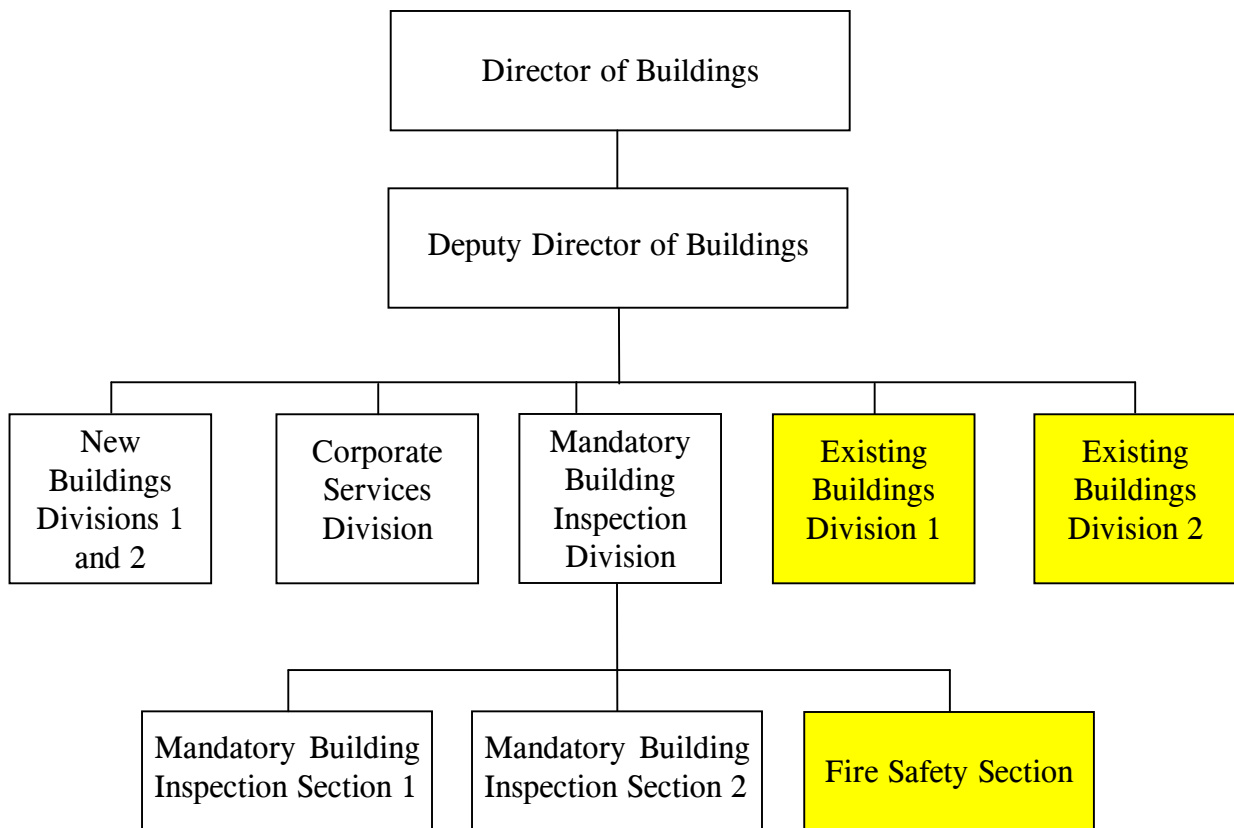 Director of Buildings
Deputy Director of Buildings
New
Buildings
Divisions 1
and 2
Corporate
Services
Division
Mandatory
Building
Inspection
Division
Existing
Buildings
Division 1
Existing
Buildings
Division 2
Mandatory Building
Inspection Section 1
Mandatory Building
Inspection Section 2
Fire Safety Section